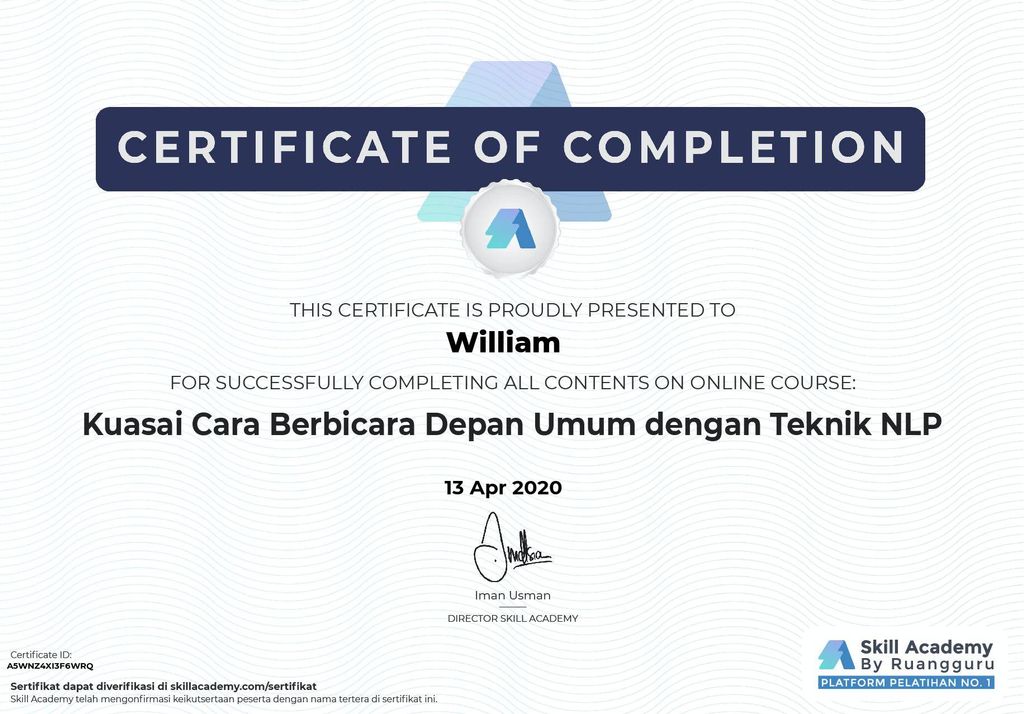 CERTIFICATE OF COMPLETION
THIS CERTIFICATE IS PROUDLY PRESENTED TO
William
FOR SUCCESSFULLY COMPLETING ALL CONTENTS ON ONLINE COURSE:
Kuasai Cara Berbicara Depan Umum dengan Teknik NLP
13 Apr 2020
Iman Usman
DIRECTOR SKILL ACADEMY
Certificate ID:
A5WNZ4XI3F6WRQ
Sertifikat dapat diverifikasi di skillacademy.com/sertifikat
Skill Academy telah mengonfirmasi keikutsertaan peserta dengan nama tertera di sertifikat ini.
Skill Academy
By Ruangguru
PLATFORM PELATIHAN NO. 1